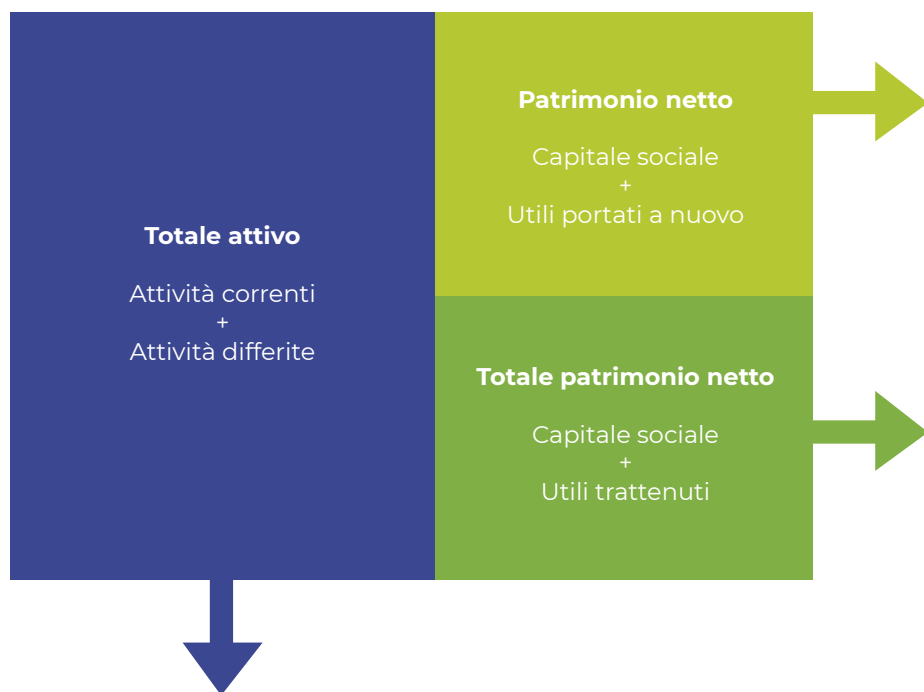 Totale attivo
Attività correnti
+
Attività differite
Patrimonio netto
Capitale sociale
+
Utili portati a nuovo
Totale patrimonio netto
Capitale sociale
+
Utili trattenuti